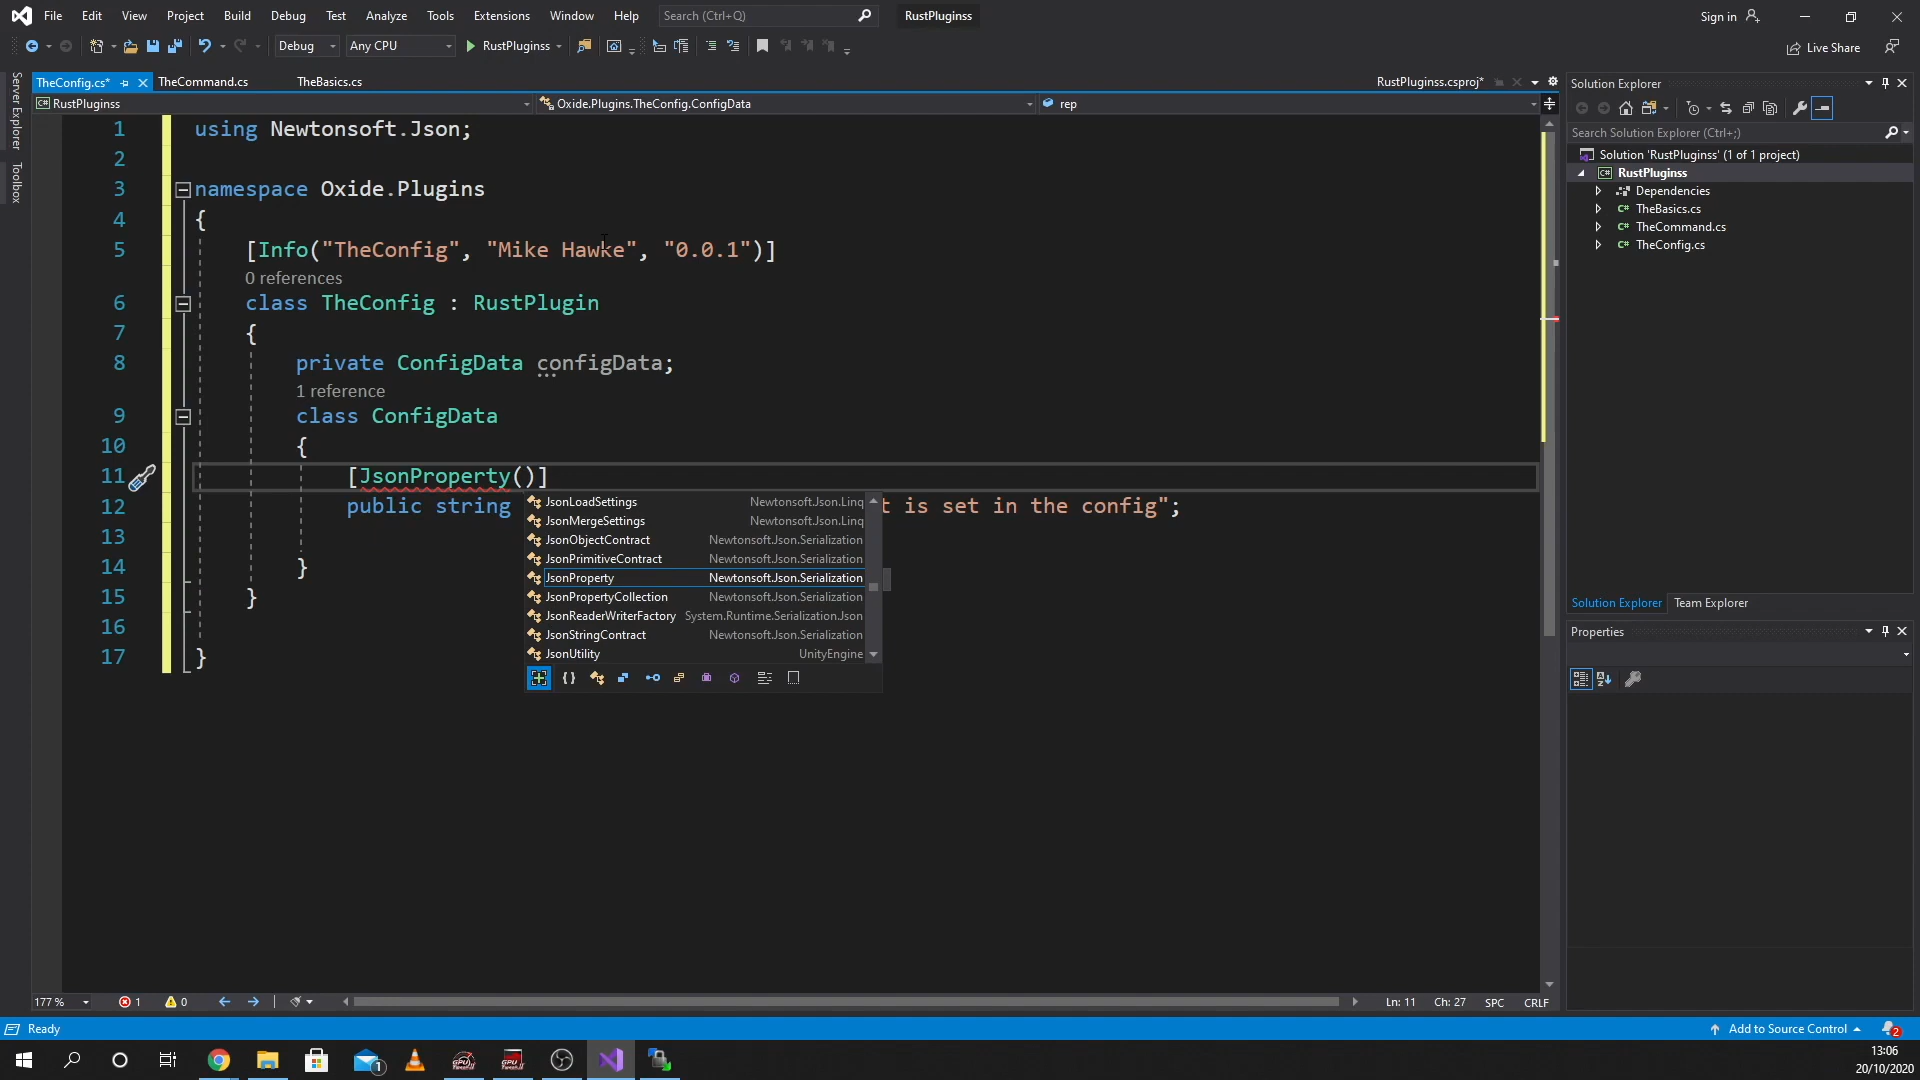 File Edit View Project Build Debug Test Analyze Tools Extensions Window Help Search (Ctrl+Q) RustPluginss Sign in
Debug Any CPU RustPluginss Live Share
TheConfig.cs* TheCommand.cs TheBasics.cs RustPluginss.csproj*
RustPluginss Oxide.Plugins.TheConfig.ConfigData rep
Server Explorer
Toolbox
1 using Newtonsoft.Json;
2
3 namespace Oxide.Plugins
4 {
5 [Info("TheConfig", "Mike Hawke", "0.0.1")]
0 references
6 class TheConfig : RustPlugin
7 {
8 private ConfigData configData;
1 reference
9 class ConfigData
10 {
11 [JsonProperty()]
12 public string t is set in the config";
13
14 }
15 }
16
17 }
JsonLoadSettings Newtonsoft.Json.Linq
JsonMergeSettings Newtonsoft.Json.Linq
JsonObjectContract Newtonsoft.Json.Serialization
JsonPrimitiveContract Newtonsoft.Json.Serialization
JsonProperty Newtonsoft.Json.Serialization
JsonPropertyCollection Newtonsoft.Json.Serialization
JsonReaderWriterFactory System.Runtime.Serialization.Json
JsonStringContract Newtonsoft.Json.Serialization
JsonUtility UnityEngine
Solution Explorer
Search Solution Explorer (Ctrl+;)
Solution 'RustPluginss' (1 of 1 project)
RustPluginss
Dependencies
C# TheBasics.cs
C# TheCommand.cs
C# TheConfig.cs
Solution Explorer Team Explorer
Properties
177 % 1 0 Ln: 11 Ch: 27 SPC CRLF
Ready Add to Source Control 2
1
13:06
20/10/2020